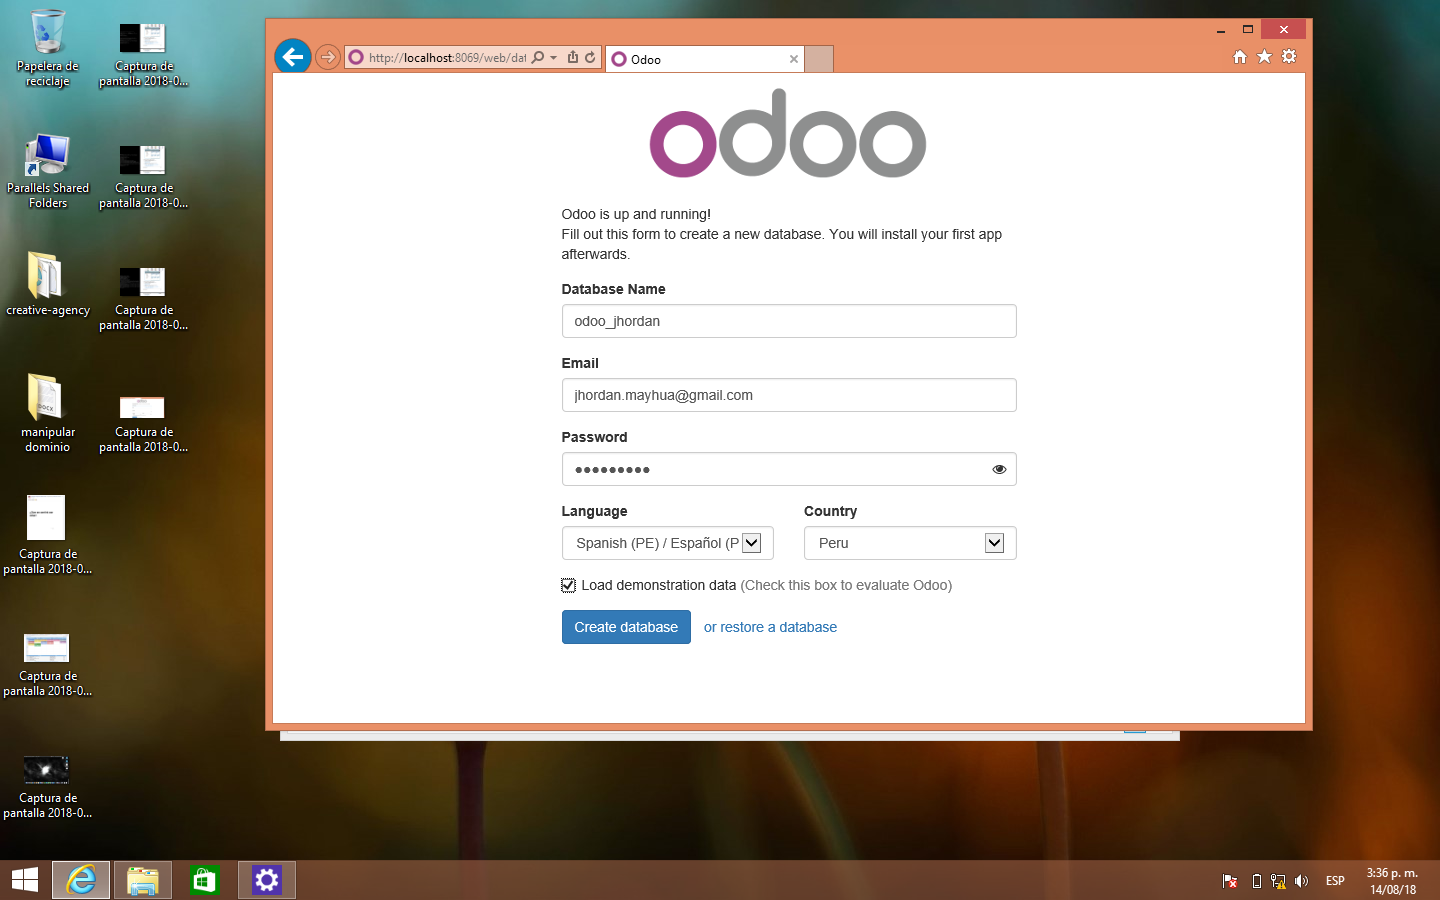 Papelera de
reciclaje
Captura de
pantalla 2018-0...
Parallels Shared
Folders
Captura de
pantalla 2018-0...
creative-agency
Captura de
pantalla 2018-0...
manipular
dominio
Captura de
pantalla 2018-0...
Captura de
pantalla 2018-0...
Captura de
pantalla 2018-0...
Captura de
pantalla 2018-0...
http://localhost:8069/web/dat
Odoo
odoo
Odoo is up and running!
Fill out this form to create a new database. You will install your first app
afterwards.
Database Name
odoo_jhordan
Email
jhordan.mayhua@gmail.com
Password
Language
Country
Spanish (PE) / Español (P
Peru
Load demonstration data (Check this box to evaluate Odoo)
Create database
or restore a database
ESP
3:36 p. m.
14/08/18